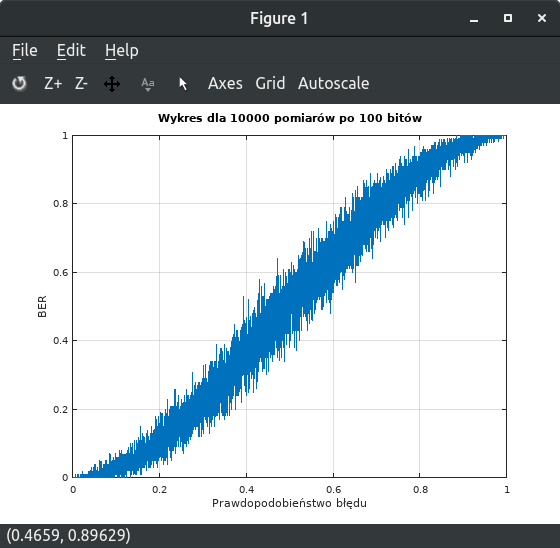 Figure 1
File Edit Help
Z+ Z- Aa Axes Grid Autoscale
Wykres dla 10000 pomiarów po 100 bitów
1
0.8
0.6
0.4
0.2
0
BER
0 0.2 0.4 0.6 0.8 1
Prawdopodobieństwo błędu
(0.4659, 0.89629)